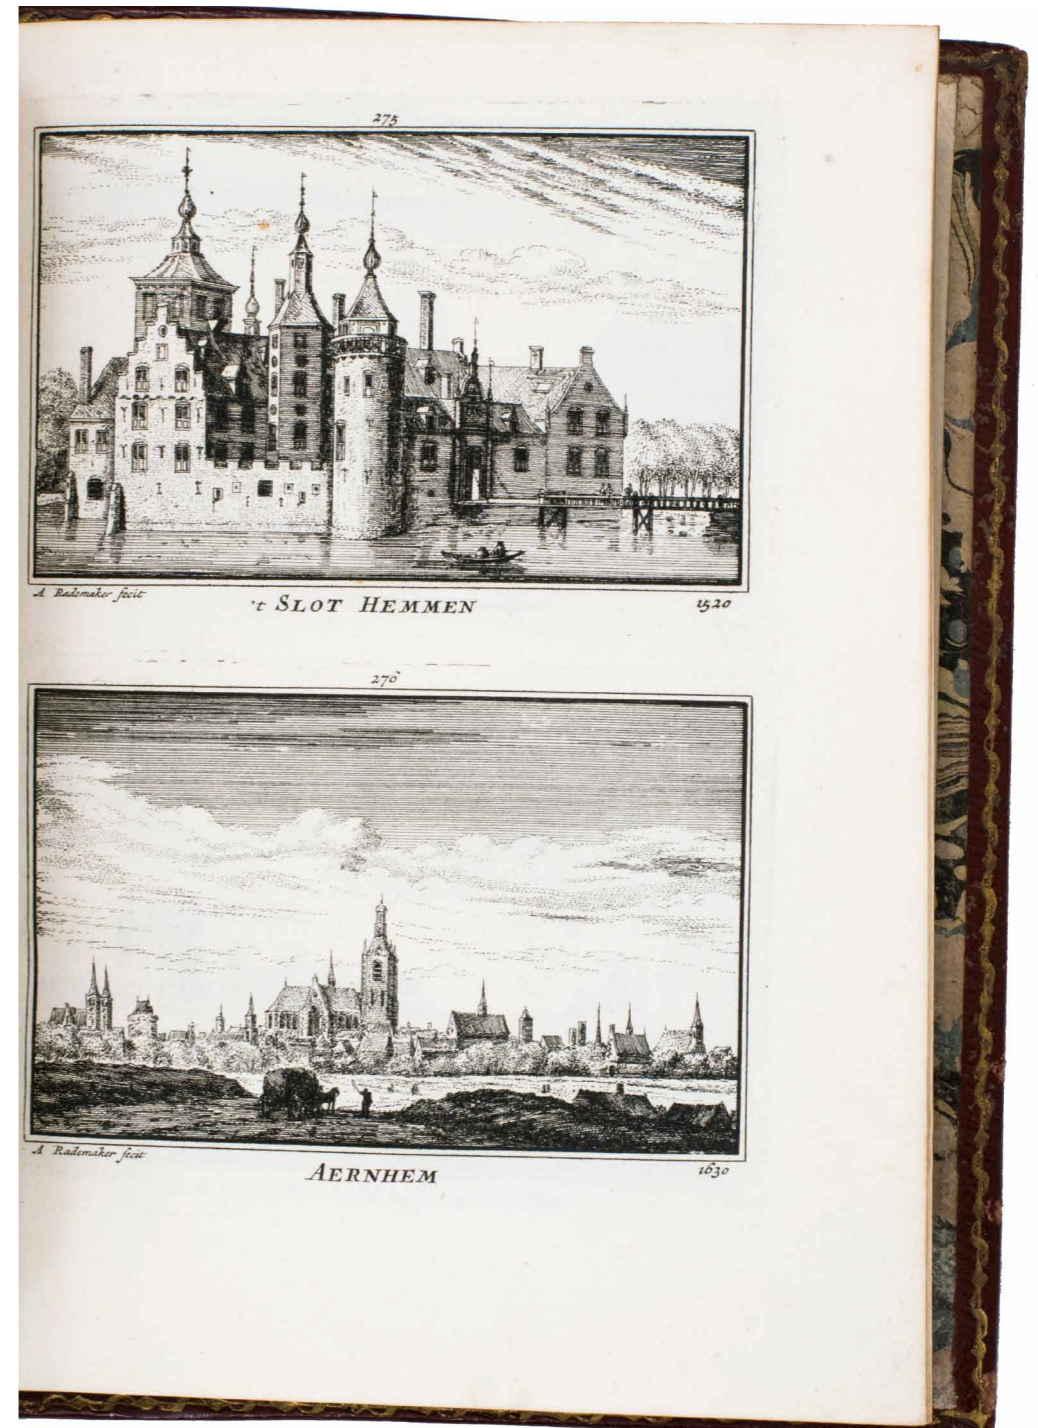 275
A Rademaker fecit
't SLOT HEMMEN
1520
276
A Rademaker fecit
AERNHEM
1630